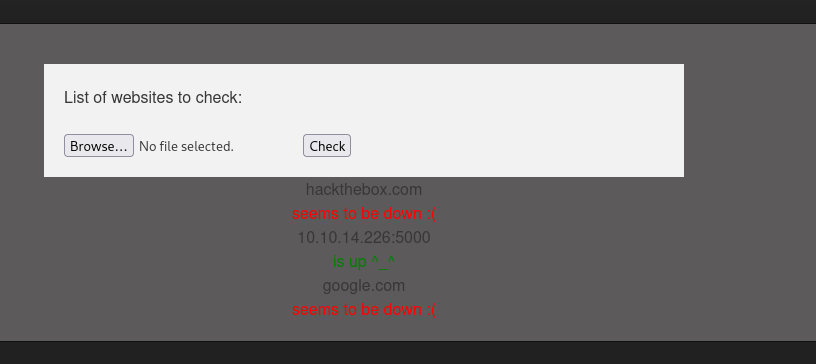 List of websites to check:
Browse... No file selected. Check
hackthebox.com
seems to be down :(
10.10.14.226:5000
is up ^_^
google.com
seems to be down :(